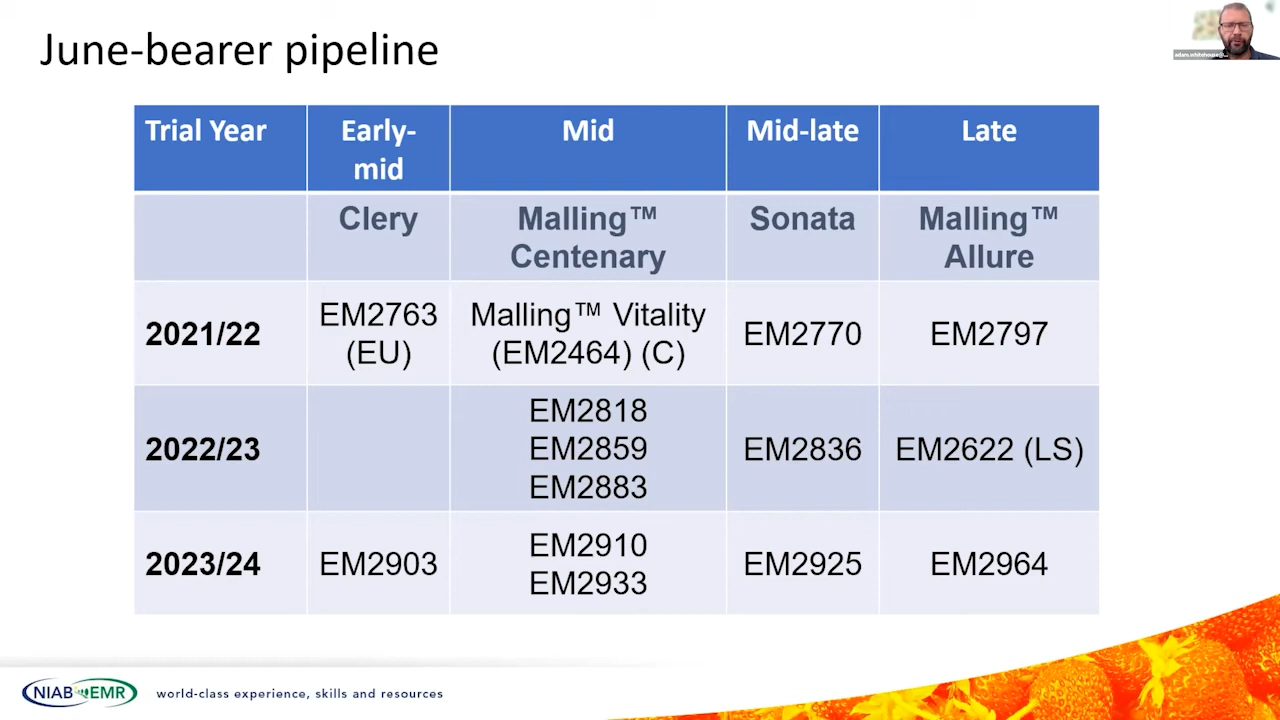 June-bearer pipeline
Trial Year
Early-
mid
Mid
Mid-late
Late
Clery
Malling™
Centenary
Sonata
Malling™
Allure
2021/22
EM2763
(EU)
Malling™ Vitality
(EM2464) (C)
EM2770
EM2797
2022/23
EM2818
EM2859
EM2883
EM2836
EM2622 (LS)
2023/24
EM2903
EM2910
EM2933
EM2925
EM2964
NIAB EMR
world-class experience, skills and resources